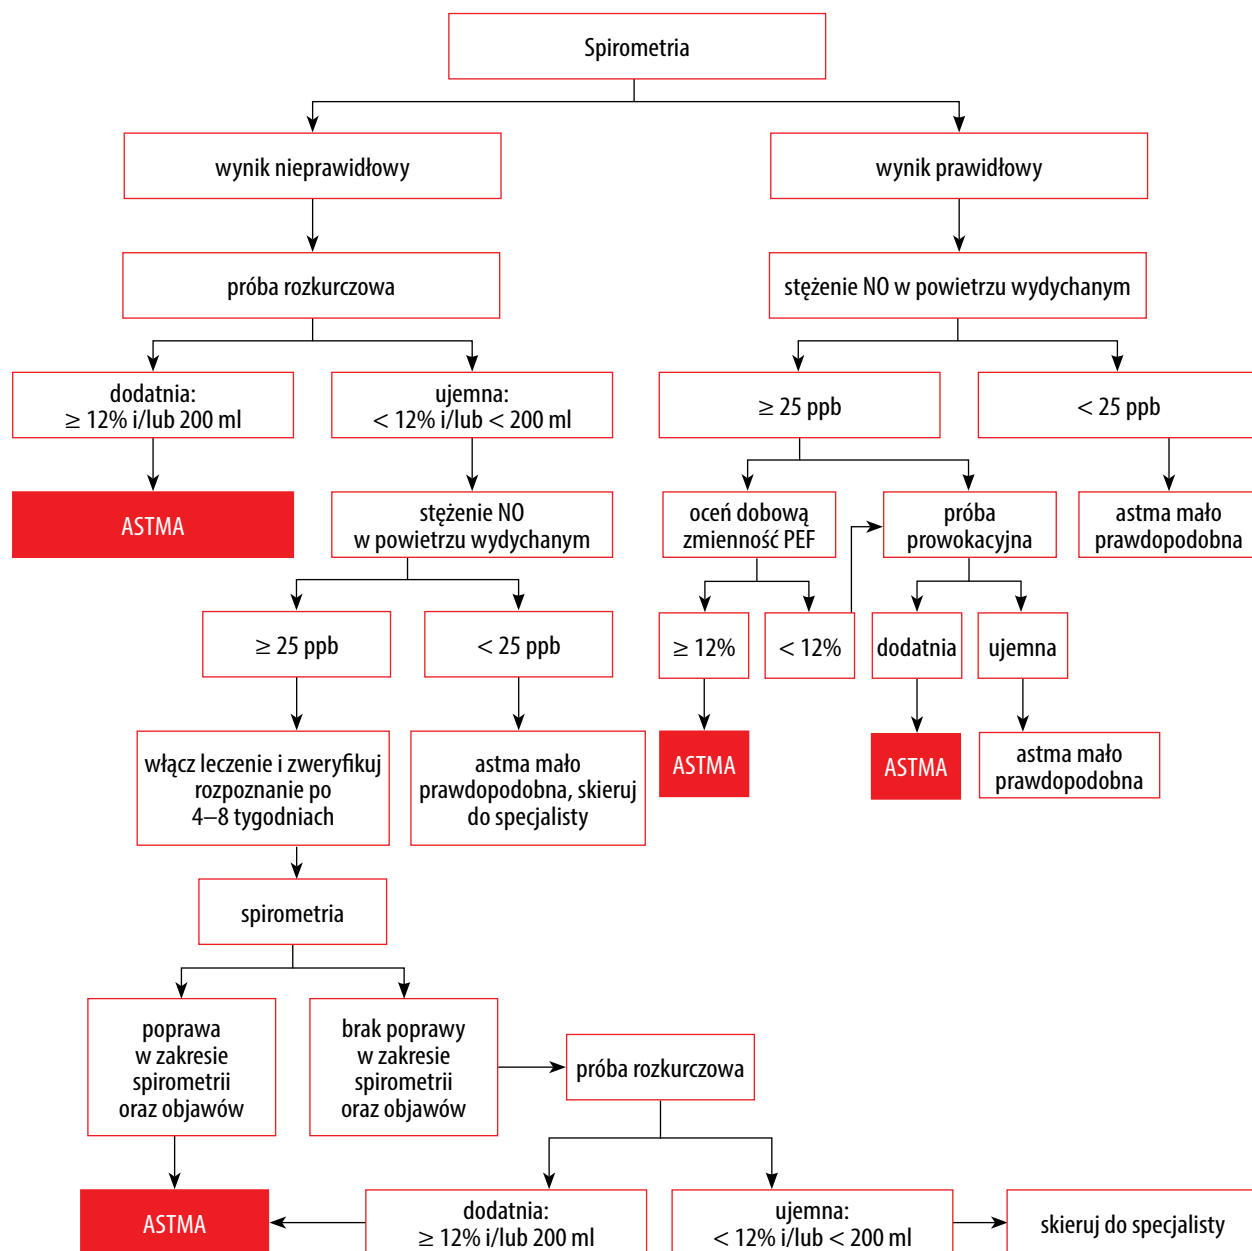 Spirometria
wynik nieprawidłowy
wynik prawidłowy
próba rozkurczowa
stężenie NO w powietrzu wydychanym
dodatnia:
≥ 12% i/lub 200 ml
ujemna:
< 12% i/lub < 200 ml
≥ 25 ppb
< 25 ppb
ASTMA
stężenie NO
w powietrzu wydychanym
oceń dobową
zmienność PEF
próba
prowokacyjna
astma mało
prawdopodobna
≥ 25 ppb
< 25 ppb
≥ 12%
< 12%
dodatnia
ujemna
włącz leczenie i zweryfikuj
rozpoznanie po
4–8 tygodniach
astma mało
prawdopodobna, skieruj
do specjalisty
ASTMA
ASTMA
astma mało
prawdopodobna
spirometria
poprawa
w zakresie
spirometrii
oraz objawów
brak poprawy
w zakresie
spirometrii
oraz objawów
próba rozkurczowa
ASTMA
dodatnia:
≥ 12% i/lub 200 ml
ujemna:
< 12% i/lub < 200 ml
skieruj do specjalisty